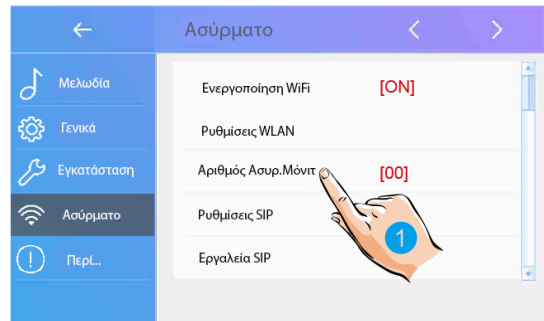 Ασύρματο
Μελωδία
Γενικά
Εγκατάσταση
Ασύρματο
Περί...
Ενεργοποίηση WiFi [ON]
Ρυθμίσεις WLAN
Αριθμός Ασυρ.Μόνιτ [00]
Ρυθμίσεις SIP
Εργαλεία SIP
1